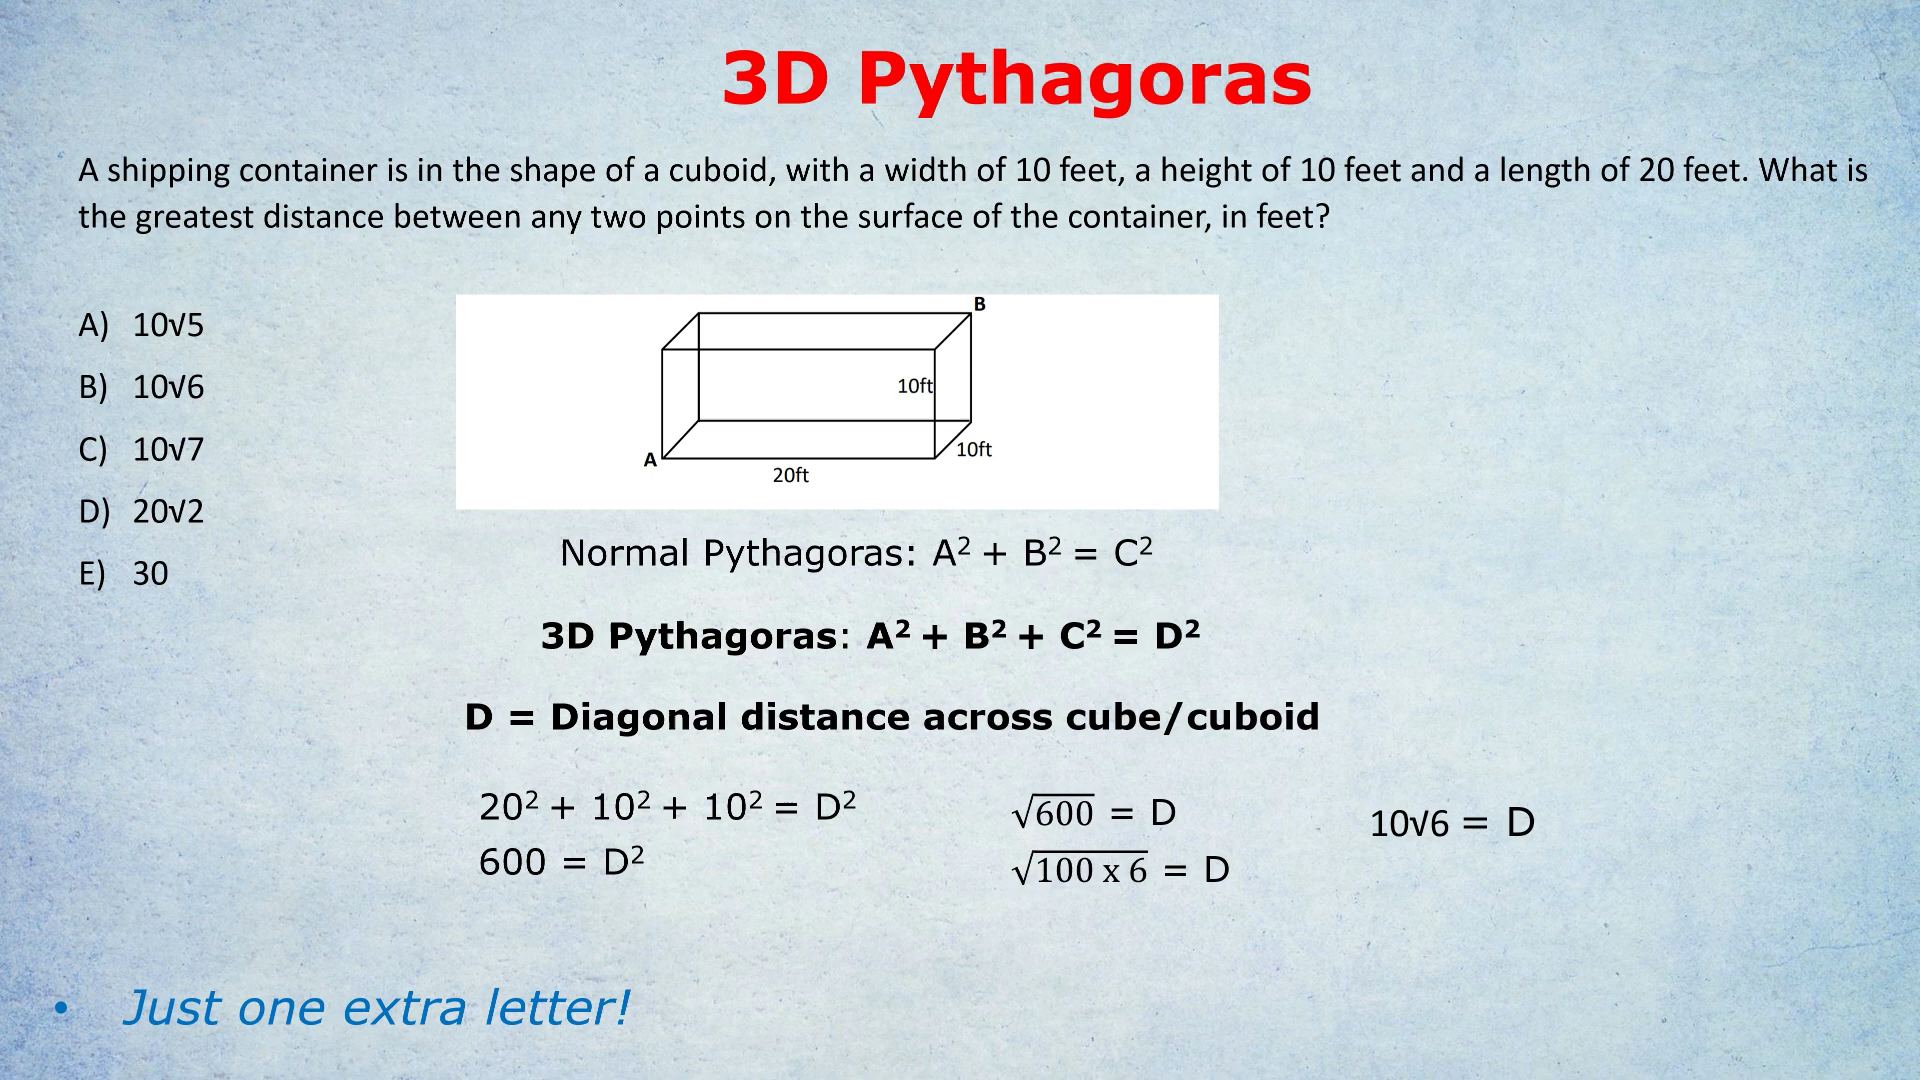 3D Pythagoras
A shipping container is in the shape of a cuboid, with a width of 10 feet, a height of 10 feet and a length of 20 feet. What is
the greatest distance between any two points on the surface of the container, in feet?
A) 10√5
B) 10√6
C) 10√7
D) 20√2
E) 30
B
10ft
10ft
A
20ft
Normal Pythagoras: A² + B² = C²
3D Pythagoras: A² + B² + C² = D²
D = Diagonal distance across cube/cuboid
20² + 10² + 10² = D²
600 = D²
√600 = D
√100 x 6 = D
10√6 = D
• Just one extra letter!